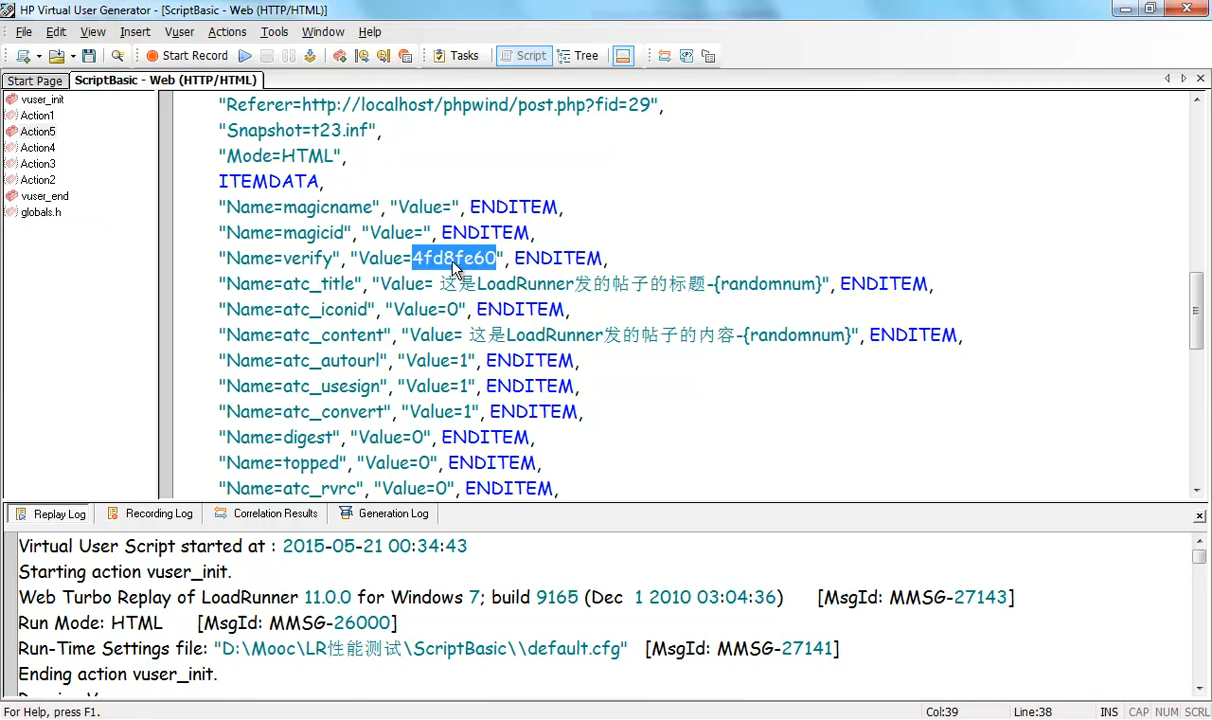 HP Virtual User Generator - [ScriptBasic - Web (HTTP/HTML)]
File Edit View Insert Vuser Actions Tools Window Help
Start Record Tasks Script Tree
Start Page ScriptBasic - Web (HTTP/HTML)
vuser_init
Action1
Action5
Action4
Action3
Action2
vuser_end
globals.h
"Referer=http://localhost/phpwind/post.php?fid=29",
"Snapshot=t23.inf",
"Mode=HTML",
ITEMDATA,
"Name=magicname", "Value=", ENDITEM,
"Name=magicid", "Value=", ENDITEM,
"Name=verify", "Value=4fd8fe60", ENDITEM,
"Name=atc_title", "Value= 这是LoadRunner发的帖子的标题-{randomnum}", ENDITEM,
"Name=atc_iconid", "Value=0", ENDITEM,
"Name=atc_content", "Value= 这是LoadRunner发的帖子的内容-{randomnum}", ENDITEM,
"Name=atc_autourl", "Value=1", ENDITEM,
"Name=atc_usesign", "Value=1", ENDITEM,
"Name=atc_convert", "Value=1", ENDITEM,
"Name=digest", "Value=0", ENDITEM,
"Name=topped", "Value=0", ENDITEM,
"Name=atc_rvrc", "Value=0", ENDITEM,
Replay Log Recording Log Correlation Results Generation Log
Virtual User Script started at : 2015-05-21 00:34:43
Starting action vuser_init.
Web Turbo Replay of LoadRunner 11.0.0 for Windows 7; build 9165 (Dec 1 2010 03:04:36) [MsgId: MMSG-27143]
Run Mode: HTML [MsgId: MMSG-26000]
Run-Time Settings file: "D:\Mooc\LR性能测试\ScriptBasic\\default.cfg" [MsgId: MMSG-27141]
Ending action vuser_init.
For Help, press F1. Col:39 Line:38 INS CAP NUM SCRL